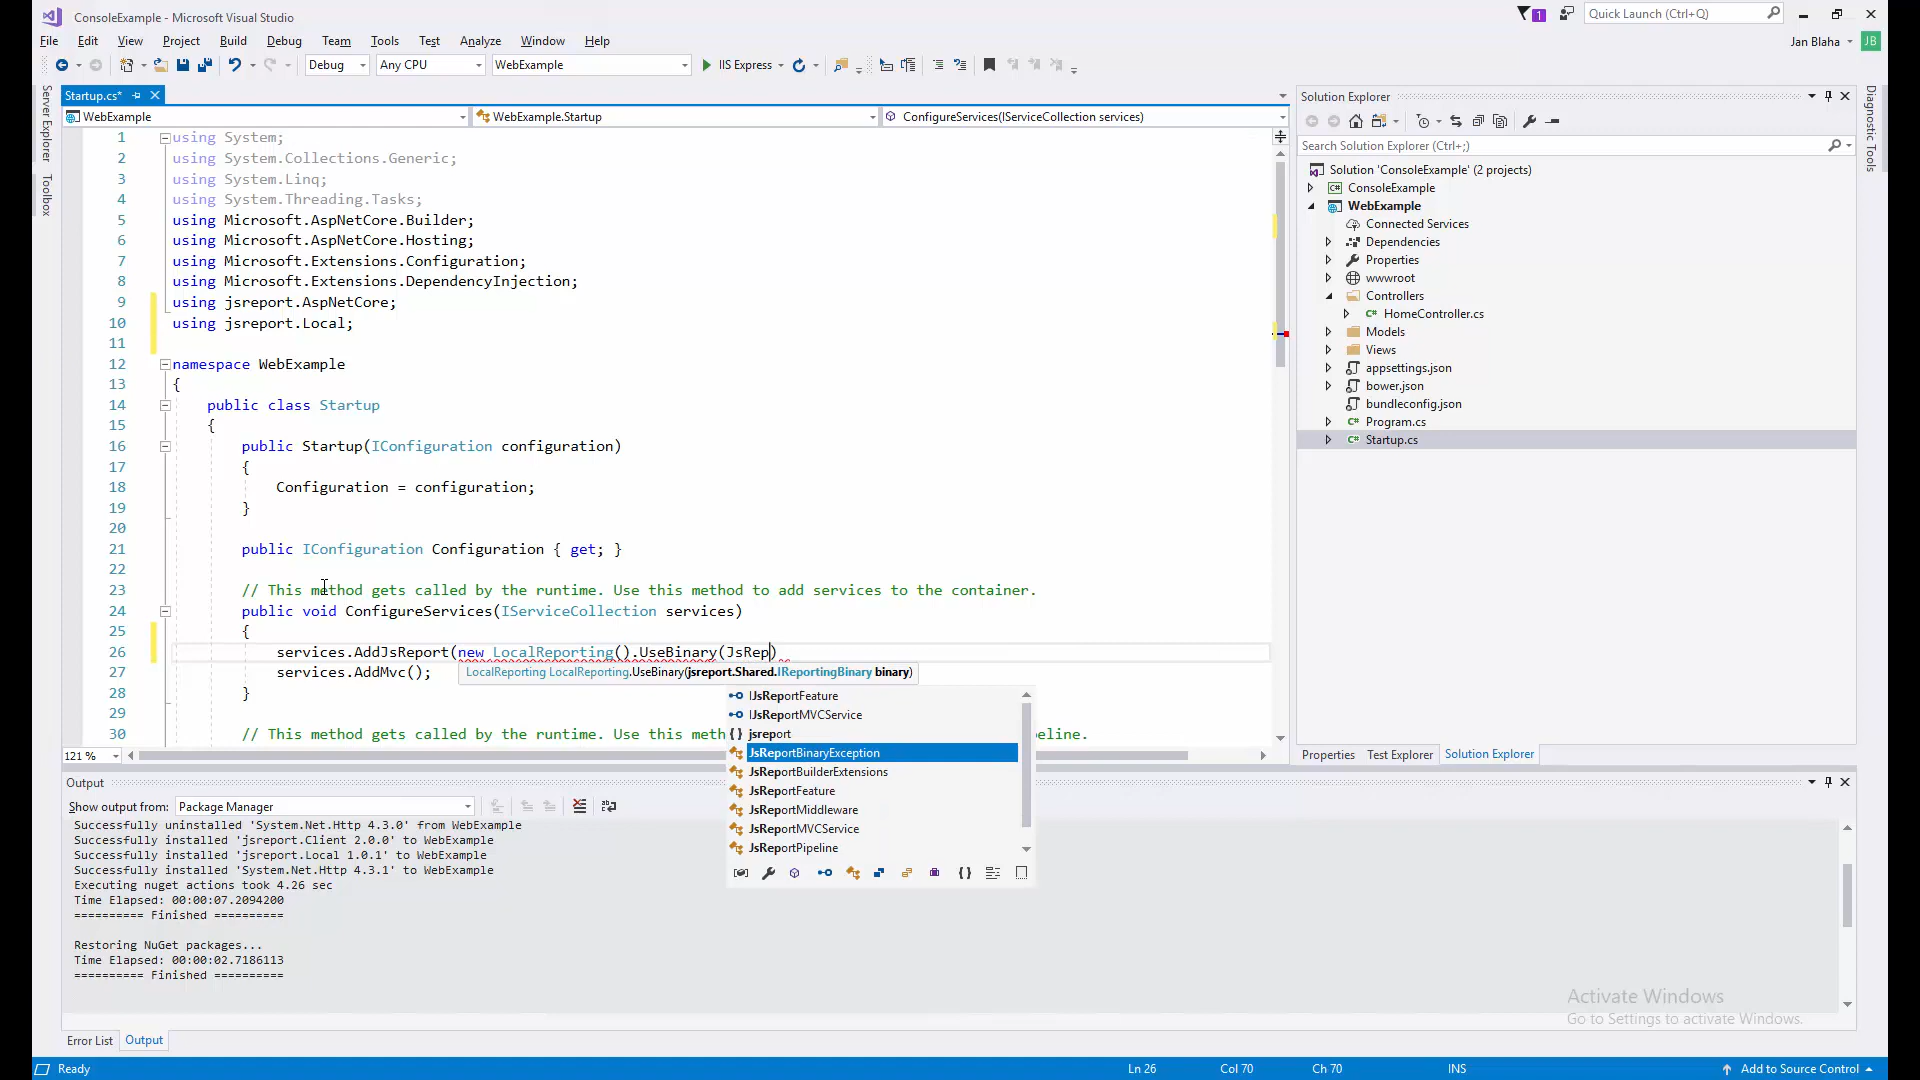 ConsoleExample - Microsoft Visual Studio
1
Quick Launch (Ctrl+Q)
File Edit View Project Build Debug Team Tools Test Analyze Window Help
Jan Blaha JB
Debug Any CPU WebExample IIS Express
Server Explorer
Toolbox
Startup.cs*
WebExample WebExample.Startup ConfigureServices(IServiceCollection services)
1 using System;
2 using System.Collections.Generic;
3 using System.Linq;
4 using System.Threading.Tasks;
5 using Microsoft.AspNetCore.Builder;
6 using Microsoft.AspNetCore.Hosting;
7 using Microsoft.Extensions.Configuration;
8 using Microsoft.Extensions.DependencyInjection;
9 using jsreport.AspNetCore;
10 using jsreport.Local;
11
12 namespace WebExample
13 {
14 public class Startup
15 {
16 public Startup(IConfiguration configuration)
17 {
18 Configuration = configuration;
19 }
20
21 public IConfiguration Configuration { get; }
22
23 // This method gets called by the runtime. Use this method to add services to the container.
24 public void ConfigureServices(IServiceCollection services)
25 {
26 services.AddJsReport(new LocalReporting().UseBinary(JsRep)
27 services.AddMvc();
28 }
29
30 // This method gets called by the runtime. Use this met
eline.
LocalReporting LocalReporting.UseBinary(jsreport.Shared.IReportingBinary binary)
IJsReportFeature
IJsReportMVCService
{ } jsreport
JsReportBinaryException
JsReportBuilderExtensions
JsReportFeature
JsReportMiddleware
JsReportMVCService
JsReportPipeline
121 %
Solution Explorer
Search Solution Explorer (Ctrl+;)
Solution 'ConsoleExample' (2 projects)
C# ConsoleExample
WebExample
Connected Services
Dependencies
Properties
wwwroot
Controllers
C# HomeController.cs
Models
Views
appsettings.json
bower.json
bundleconfig.json
C# Program.cs
C# Startup.cs
Properties Test Explorer Solution Explorer
Diagnostic Tools
Output
Show output from: Package Manager
Successfully uninstalled 'System.Net.Http 4.3.0' from WebExample
Successfully installed 'jsreport.Client 2.0.0' to WebExample
Successfully installed 'jsreport.Local 1.0.1' to WebExample
Successfully installed 'System.Net.Http 4.3.1' to WebExample
Executing nuget actions took 4.26 sec
Time Elapsed: 00:00:07.2094200
========== Finished ==========
Restoring NuGet packages...
Time Elapsed: 00:00:02.7186113
========== Finished ==========
Activate Windows
Go to Settings to activate Windows.
Error List Output
Ready Ln 26 Col 70 Ch 70 INS Add to Source Control